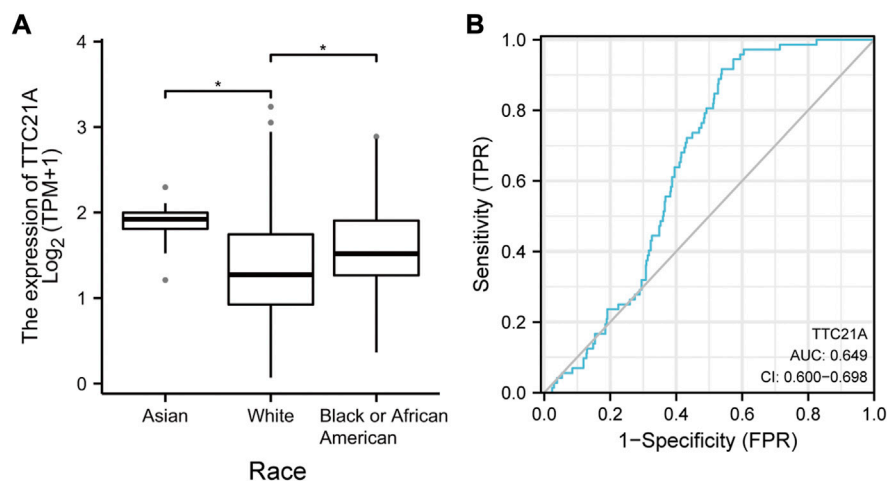 A
The expression of TTC21A
Log2 (TPM+1)
4
3
2
1
0
*
*
Asian
White
Black or African
American
Race
B
Sensitivity (TPR)
1.0
0.8
0.6
0.4
0.2
0.0
TTC21A
AUC: 0.649
CI: 0.600−0.698
0.0 0.2 0.4 0.6 0.8 1.0
1−Specificity (FPR)